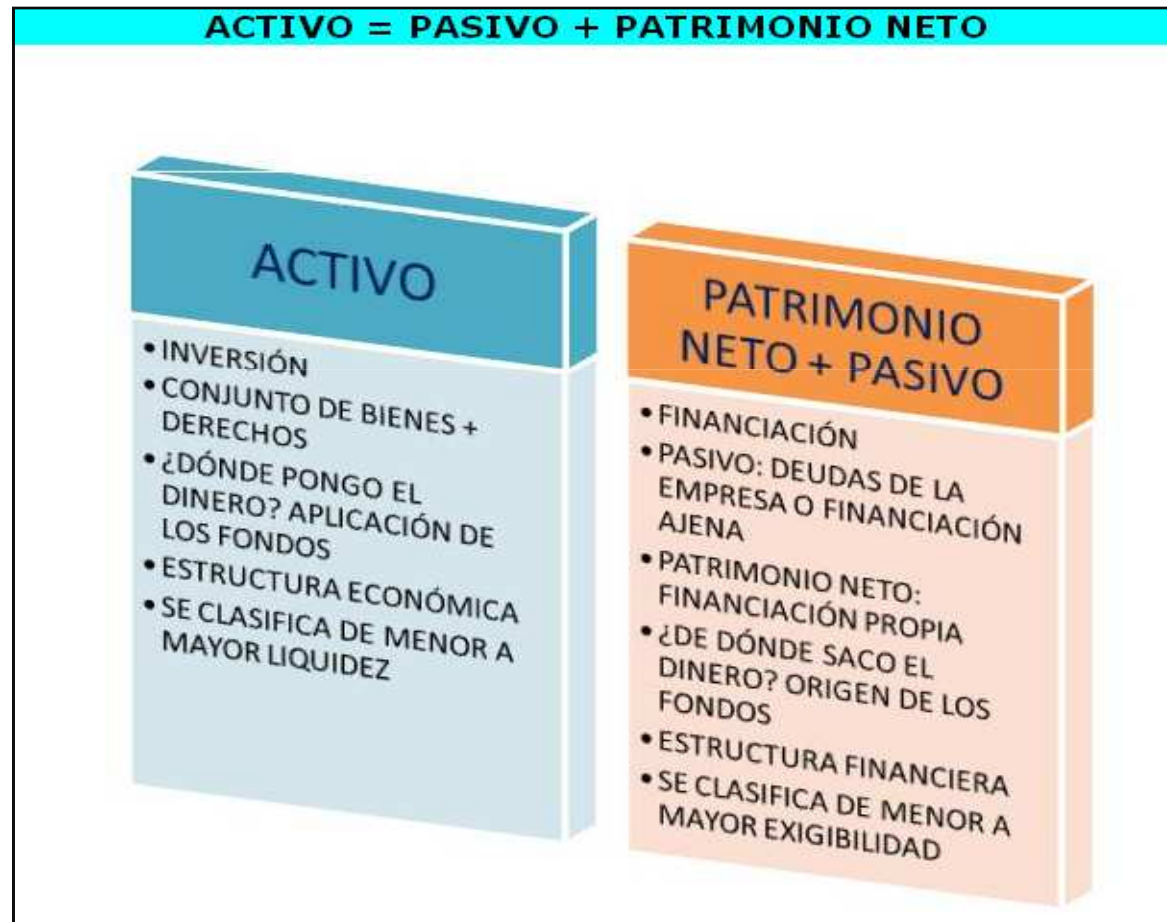 ACTIVO = PASIVO + PATRIMONIO NETO
ACTIVO
• INVERSIÓN
• CONJUNTO DE BIENES +
DERECHOS
• ¿DÓNDE PONGO EL
DINERO? APLICACIÓN DE
LOS FONDOS
• ESTRUCTURA ECONÓMICA
• SE CLASIFICA DE MENOR A
MAYOR LIQUIDEZ
PATRIMONIO
NETO + PASIVO
• FINANCIACIÓN
• PASIVO: DEUDAS DE LA
EMPRESA O FINANCIACIÓN
AJENA
• PATRIMONIO NETO:
FINANCIACIÓN PROPIA
• ¿DE DÓNDE SACO EL
DINERO? ORIGEN DE LOS
FONDOS
• ESTRUCTURA FINANCIERA
• SE CLASIFICA DE MENOR A
MAYOR EXIGIBILIDAD